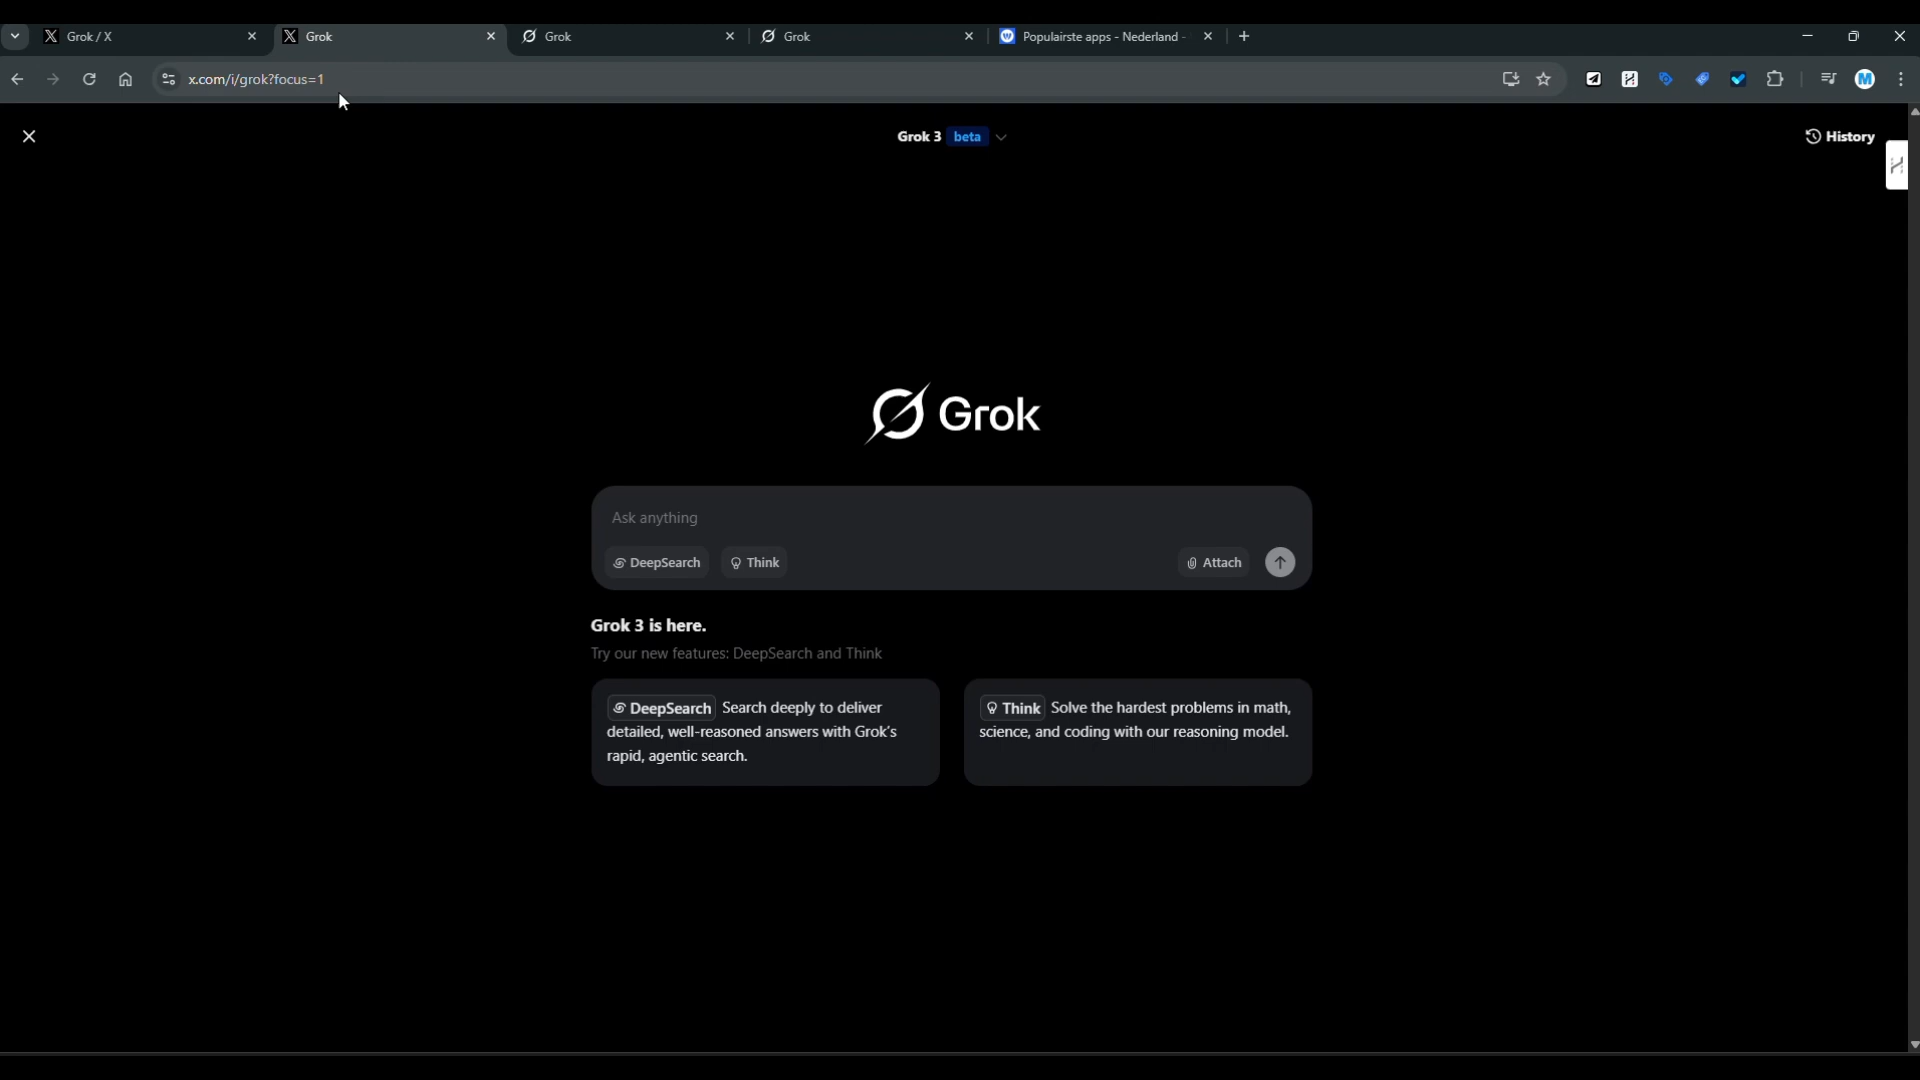 Grok / X
Grok
Grok
Grok
Populairste apps - Nederland -
x.com/i/grok?focus=1
M
Grok 3 beta
History
Grok
Ask anything
DeepSearch
Think
Attach
Grok 3 is here.
Try our new features: DeepSearch and Think
DeepSearch Search deeply to deliver
detailed, well-reasoned answers with Grok's
rapid, agentic search.
Think Solve the hardest problems in math,
science, and coding with our reasoning model.